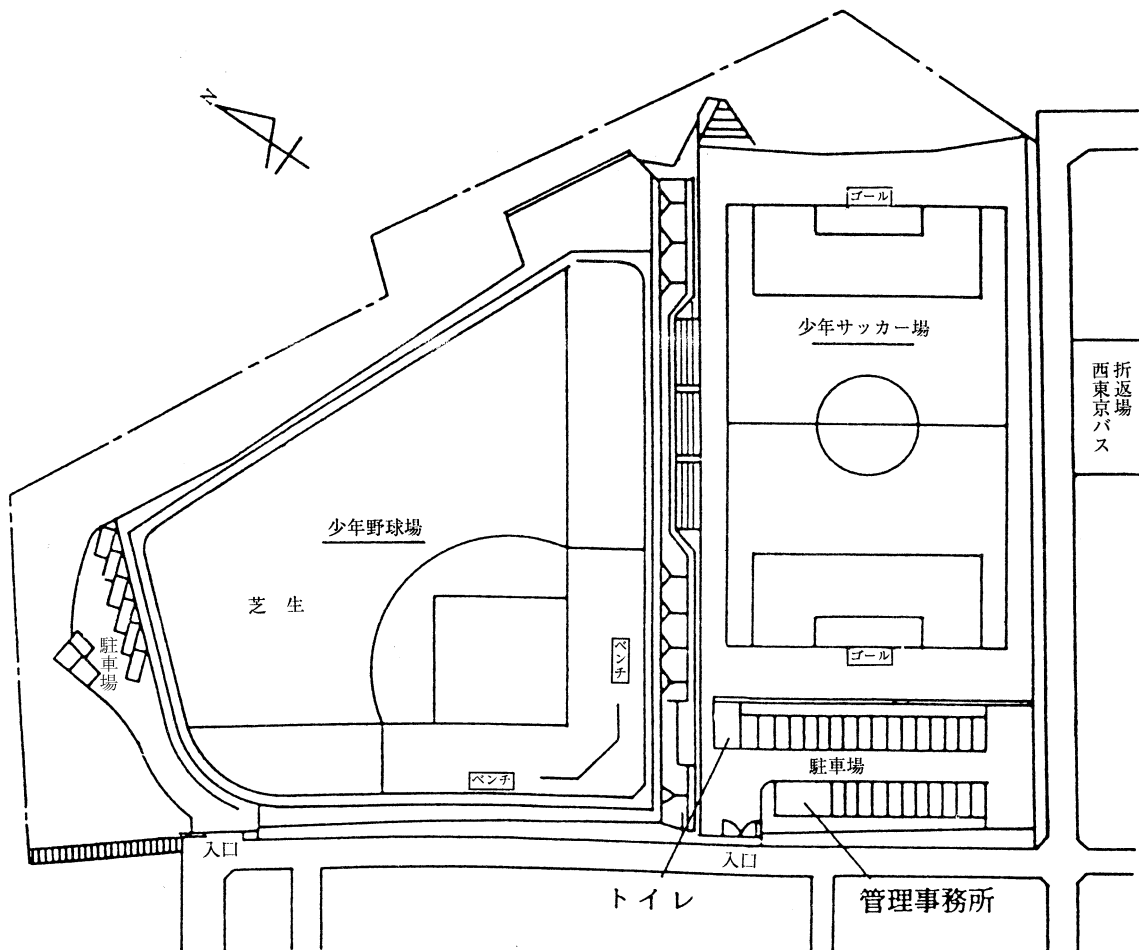 N
ゴール
少年サッカー場
折返場
西東京バス
少年野球場
芝生
駐車場
ベンチ
ゴール
ベンチ
駐車場
入口
入口
トイレ
管理事務所